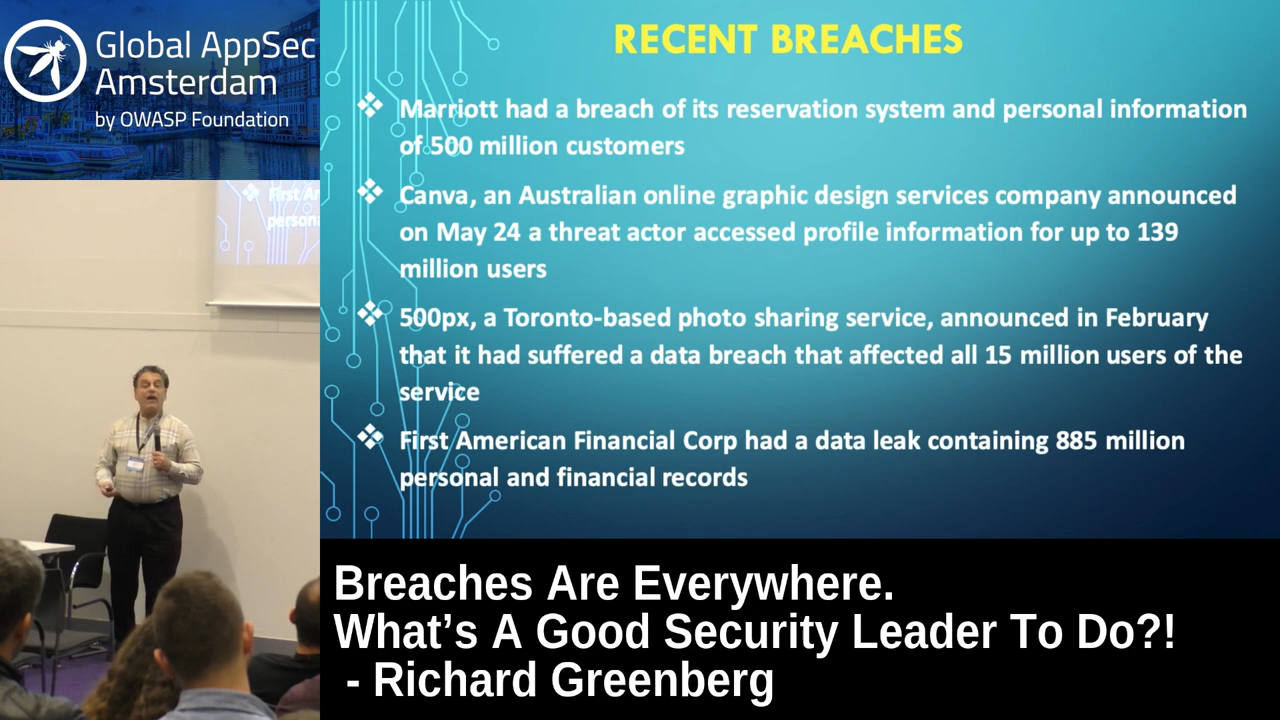 Global AppSec
Amsterdam
by OWASP Foundation
RECENT BREACHES
❖ Marriott had a breach of its reservation system and personal information
of 500 million customers
❖ Canva, an Australian online graphic design services company announced
on May 24 a threat actor accessed profile information for up to 139
million users
❖ 500px, a Toronto-based photo sharing service, announced in February
that it had suffered a data breach that affected all 15 million users of the
service
❖ First American Financial Corp had a data leak containing 885 million
personal and financial records
❖ First
Breaches Are Everywhere.
What’s A Good Security Leader To Do?!
- Richard Greenberg